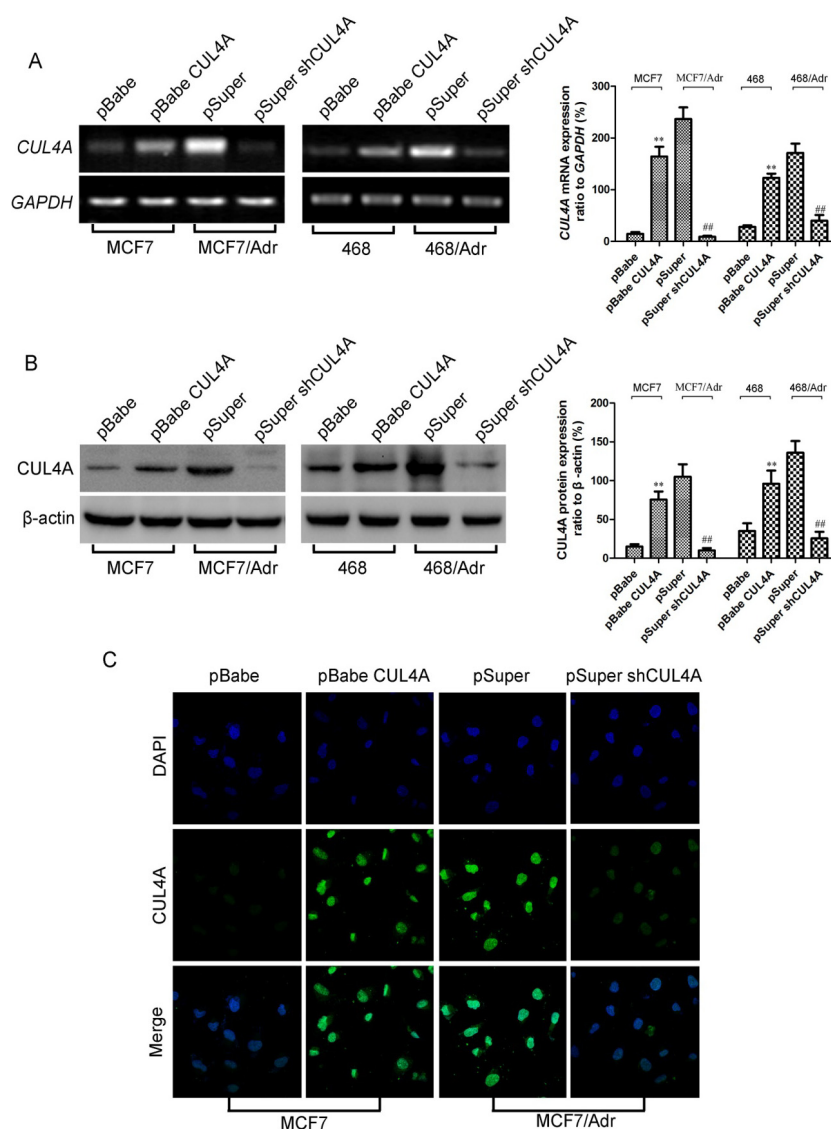 A
pBabe
pBabe CUL4A
pSuper
pSuper shCUL4A
pBabe
pBabe CUL4A
pSuper
pSuper shCUL4A
CUL4A
GAPDH
MCF7
MCF7/Adr
468
468/Adr
MCF7
MCF7/Adr
468
468/Adr
CUL4A mRNA expression
ratio to GAPDH (%)
300
200
100
0
**
##
**
##
pBabe
pBabe CUL4A
pSuper
pSuper shCUL4A
pBabe
pBabe CUL4A
pSuper
pSuper shCUL4A
B
pBabe
pBabe CUL4A
pSuper
pSuper shCUL4A
pBabe
pBabe CUL4A
pSuper
pSuper shCUL4A
CUL4A
β-actin
MCF7
MCF7/Adr
468
468/Adr
MCF7
MCF7/Adr
468
468/Adr
CUL4A protein expression
ratio to β -actin (%)
200
150
100
50
0
**
##
**
##
pBabe
pBabe CUL4A
pSuper
pSuper shCUL4A
pBabe
pBabe CUL4A
pSuper
pSuper shCUL4A
C
pBabe
pBabe CUL4A
pSuper
pSuper shCUL4A
DAPI
CUL4A
Merge
MCF7
MCF7/Adr